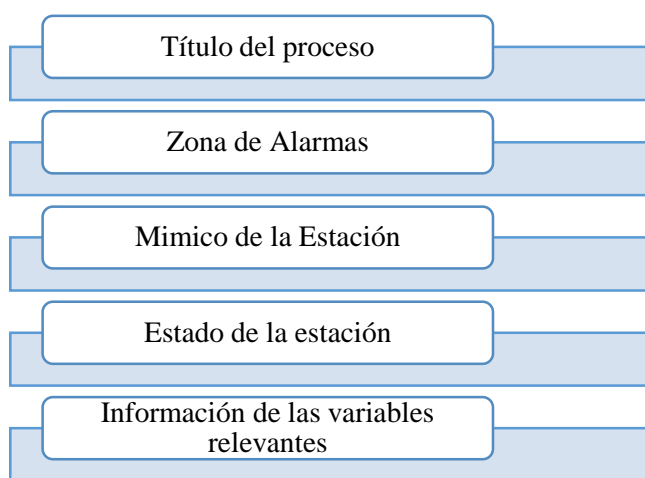 Título del proceso
Zona de Alarmas
Mimico de la Estación
Estado de la estación
Información de las variables
relevantes